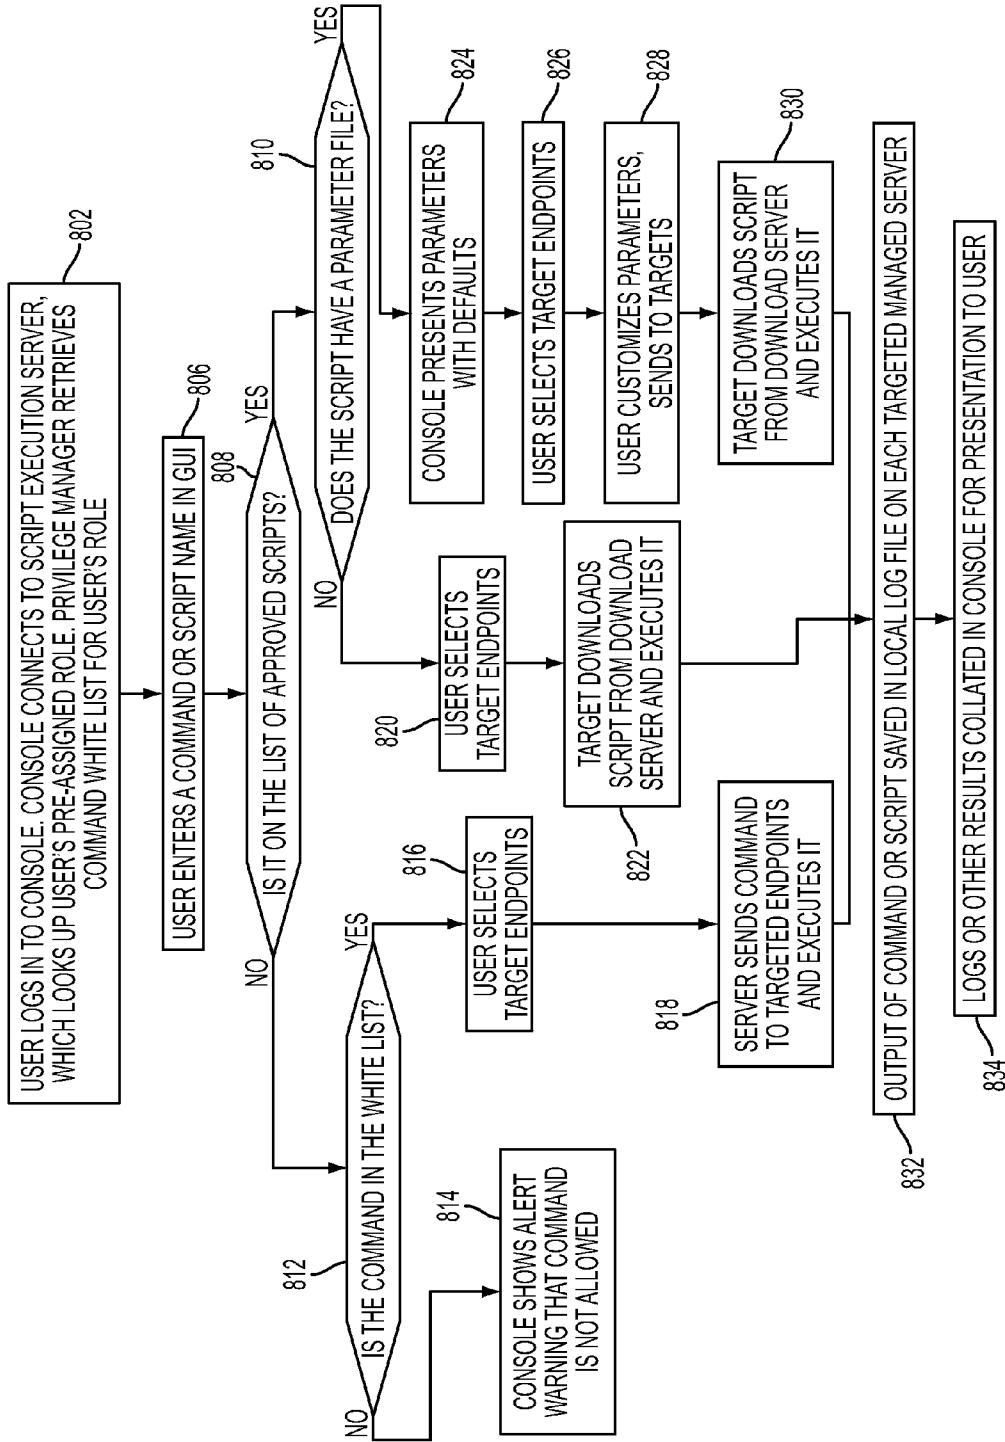 USER LOGS IN TO CONSOLE. CONSOLE CONNECTS TO SCRIPT EXECUTION SERVER,
WHICH LOOKS UP USER'S PRE-ASSIGNED ROLE. PRIVILEGE MANAGER RETRIEVES
COMMAND WHITE LIST FOR USER'S ROLE
802
USER ENTERS A COMMAND OR SCRIPT NAME IN GUI
806
IS IT ON THE LIST OF APPROVED SCRIPTS?
808
NO
YES
IS THE COMMAND IN THE WHITE LIST?
812
NO
YES
DOES THE SCRIPT HAVE A PARAMETER FILE?
810
NO
YES
CONSOLE SHOWS ALERT
WARNING THAT COMMAND
IS NOT ALLOWED
814
USER SELECTS
TARGET ENDPOINTS
816
SERVER SENDS COMMAND
TO TARGETED ENDPOINTS
AND EXECUTES IT
818
USER SELECTS
TARGET ENDPOINTS
820
TARGET DOWNLOADS
SCRIPT FROM DOWNLOAD
SERVER AND EXECUTES IT
822
CONSOLE PRESENTS PARAMETERS
WITH DEFAULTS
824
USER SELECTS TARGET ENDPOINTS
826
USER CUSTOMIZES PARAMETERS,
SENDS TO TARGETS
828
TARGET DOWNLOADS SCRIPT
FROM DOWNLOAD SERVER
AND EXECUTES IT
830
OUTPUT OF COMMAND OR SCRIPT SAVED IN LOCAL LOG FILE ON EACH TARGETED MANAGED SERVER
832
LOGS OR OTHER RESULTS COLLATED IN CONSOLE FOR PRESENTATION TO USER
834